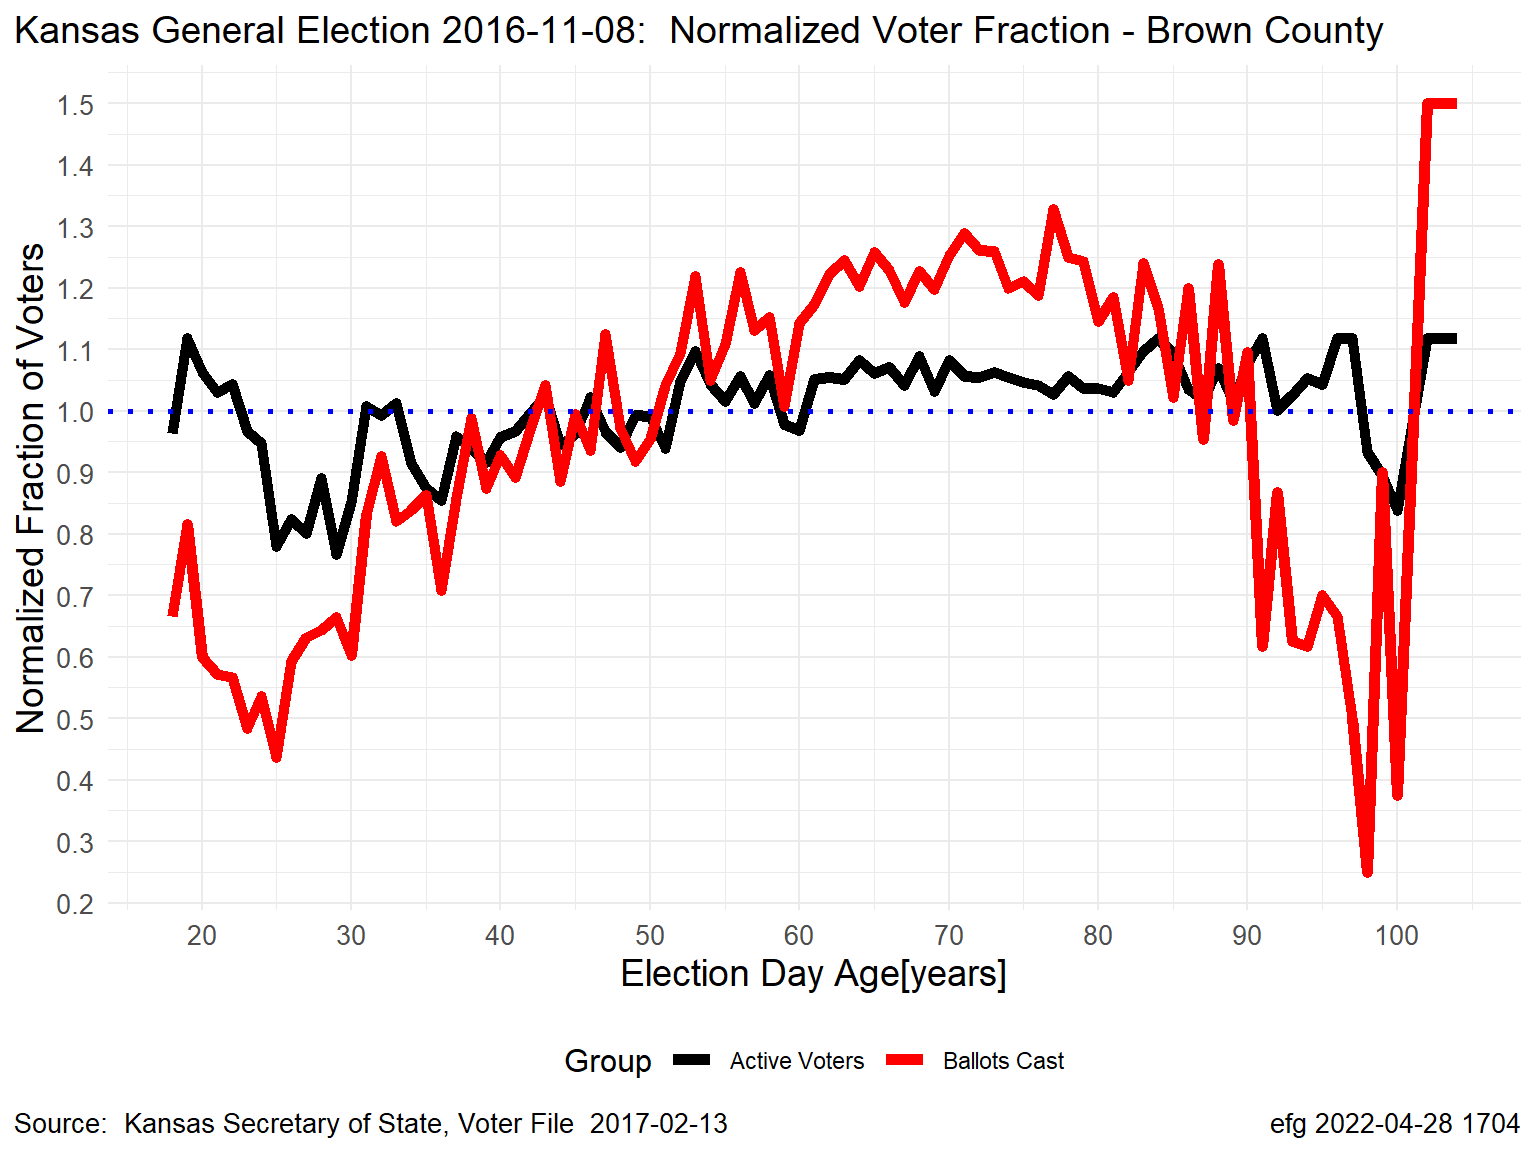 Kansas General Election 2016-11-08:  Normalized Voter Fraction - Brown County
Normalized Fraction of Voters
1.5
1.4
1.3
1.2
1.1
1.0
0.9
0.8
0.7
0.6
0.5
0.4
0.3
0.2
20 30 40 50 60 70 80 90 100
Election Day Age[years]
Group Active Voters Ballots Cast
Source:  Kansas Secretary of State, Voter File  2017-02-13
efg 2022-04-28 1704